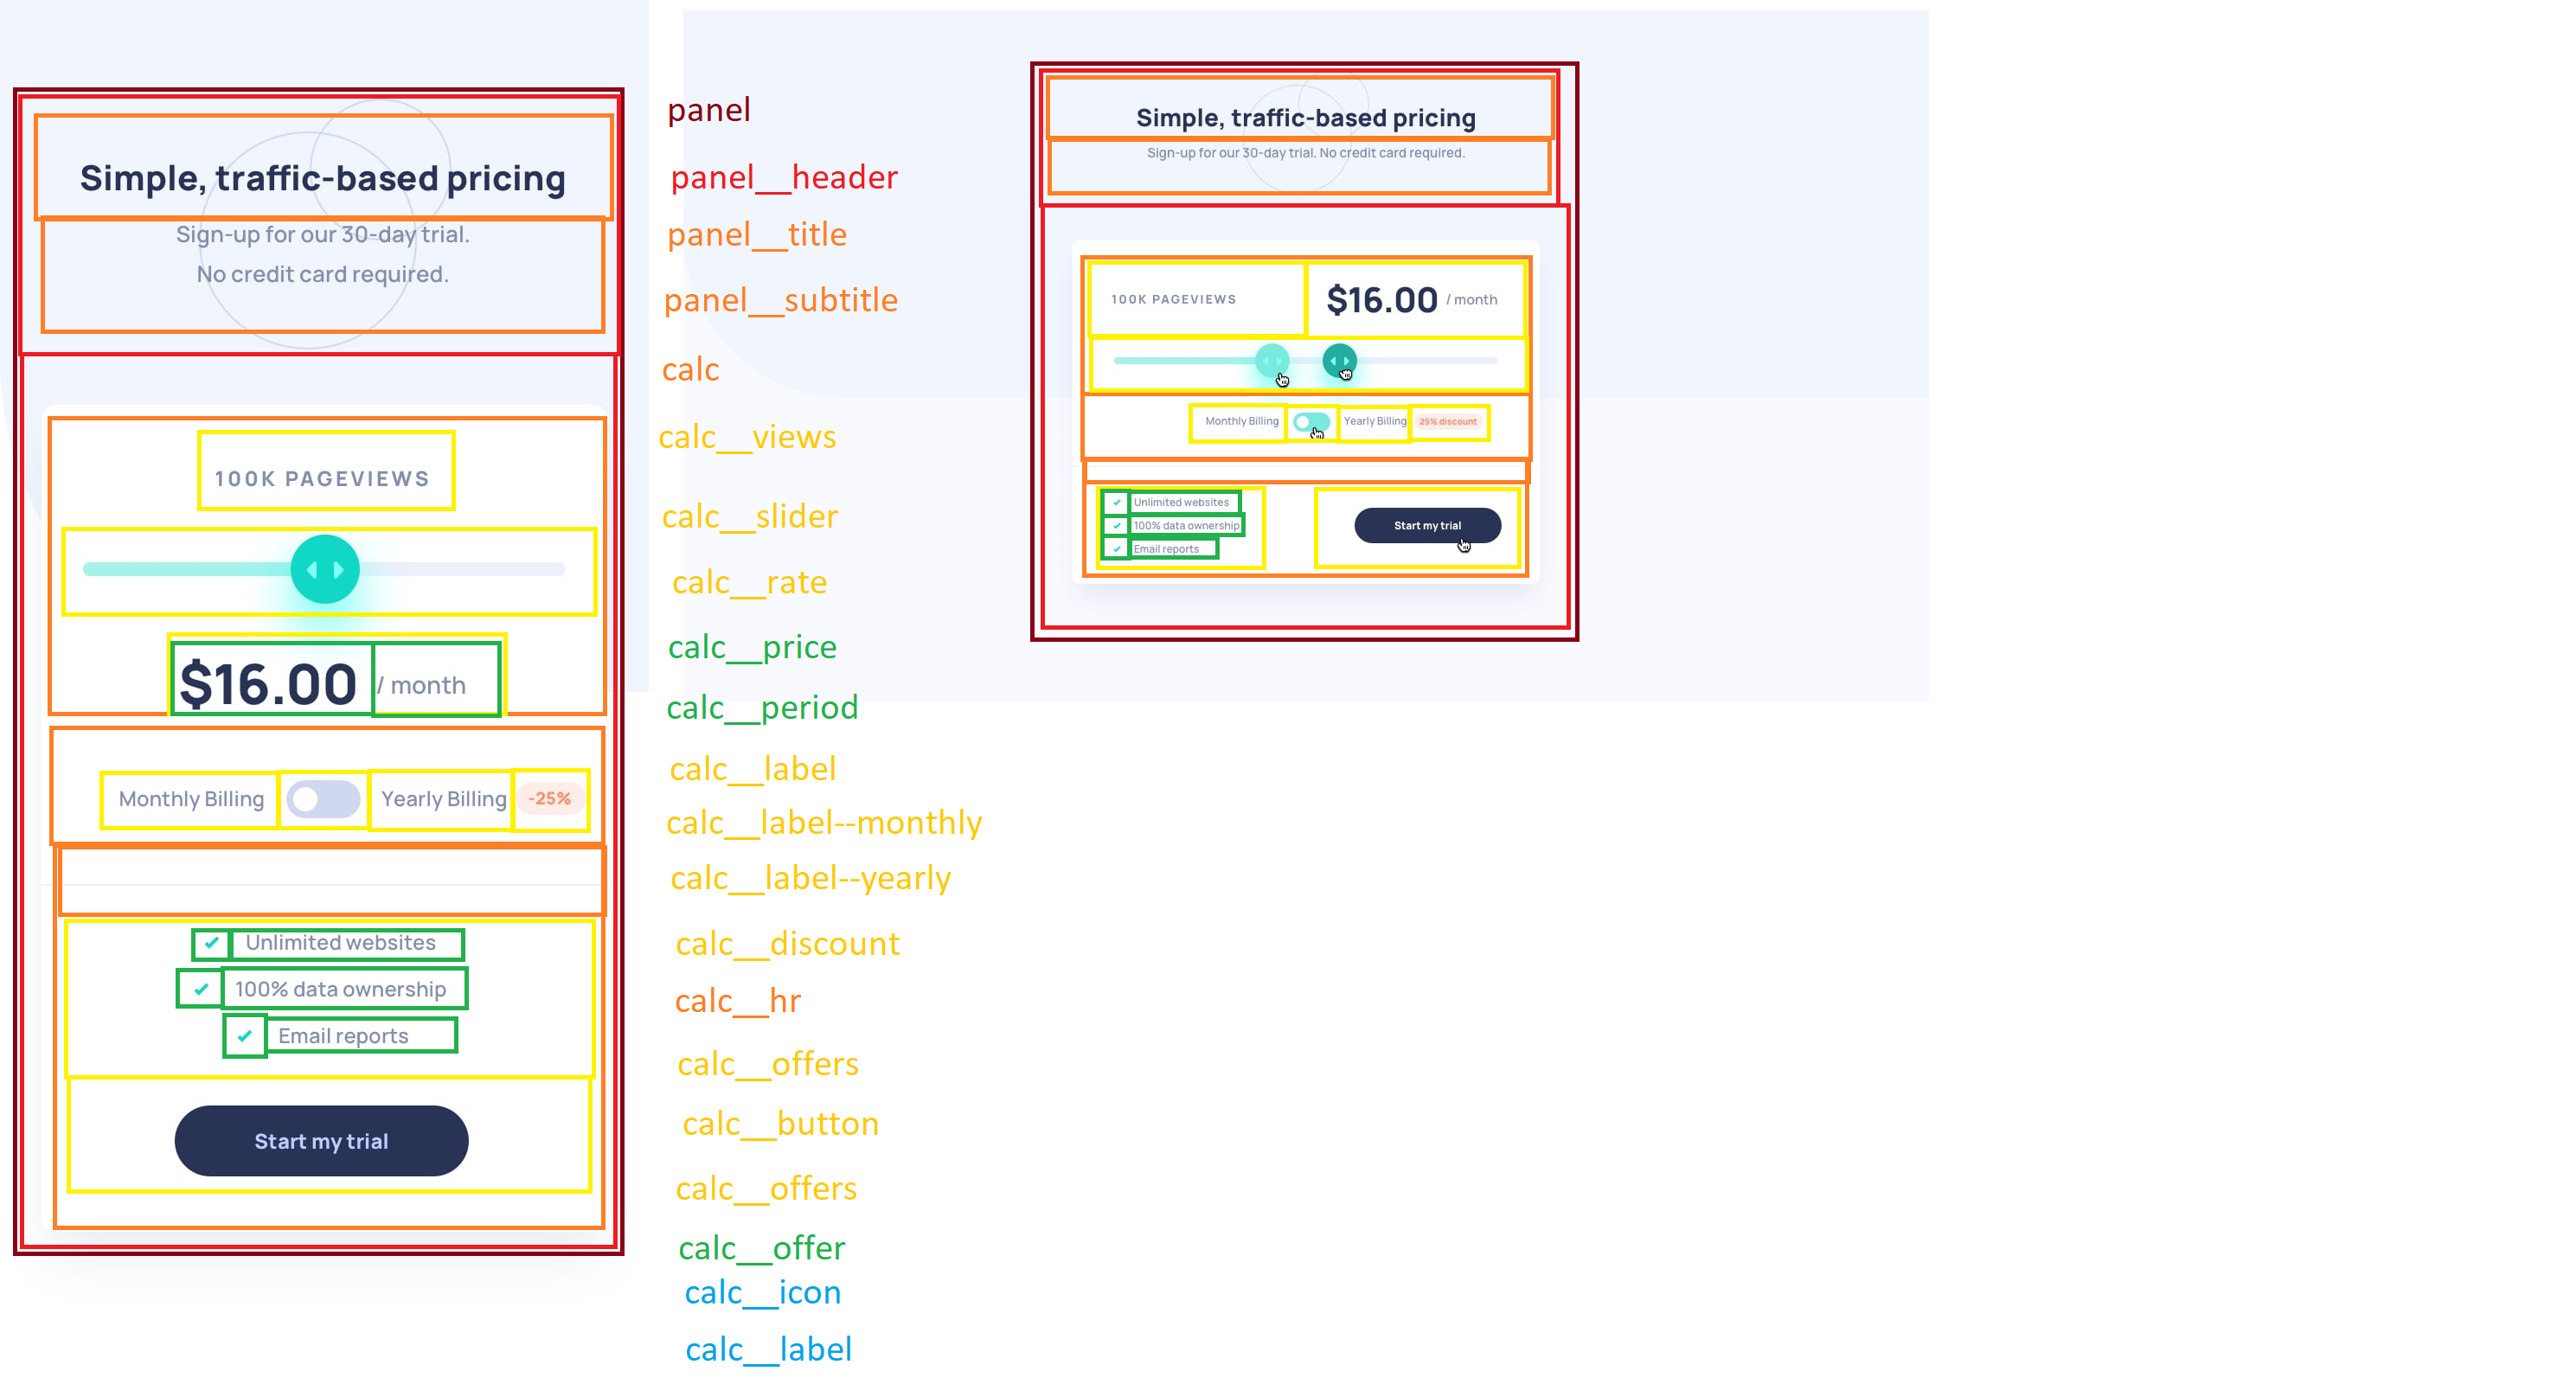 Simple, traffic-based pricing
Sign-up for our 30-day trial.
No credit card required.
100K PAGEVIEWS
$16.00 / month
Monthly Billing
Yearly Billing
-25%
Unlimited websites
100% data ownership
Email reports
Start my trial
panel
panel__header
panel__title
panel__subtitle
calc
calc__views
calc__slider
calc__rate
calc__price
calc__period
calc__label
calc__label--monthly
calc__label--yearly
calc__discount
calc__hr
calc__offers
calc__button
calc__offers
calc__offer
calc__icon
calc__label
Simple, traffic-based pricing
Sign-up for our 30-day trial. No credit card required.
100K PAGEVIEWS
$16.00 / month
Monthly Billing
Yearly Billing
25% discount
Unlimited websites
100% data ownership
Email reports
Start my trial